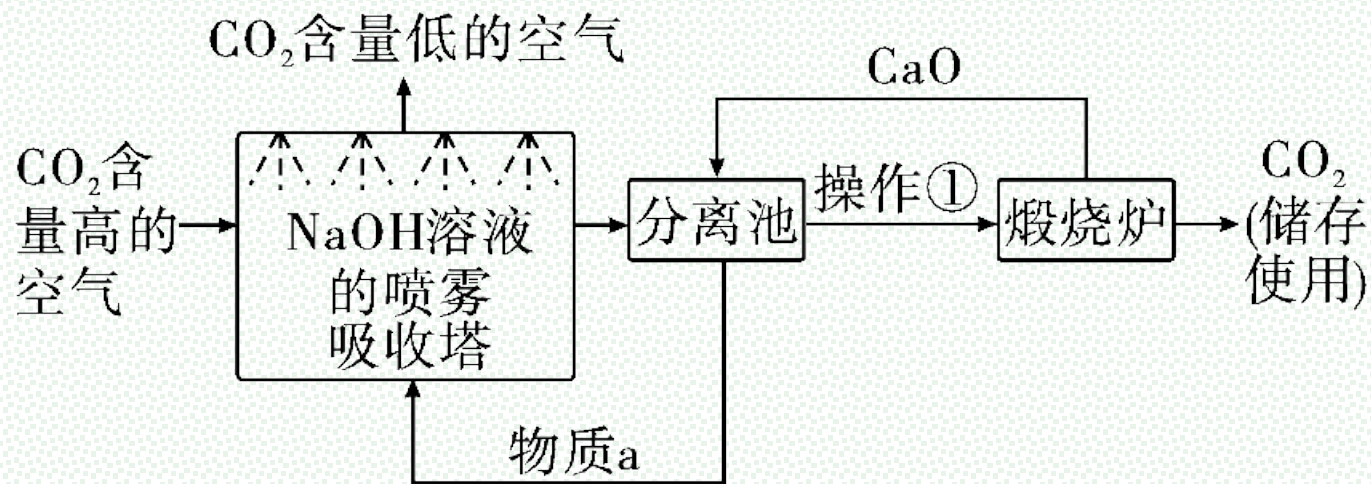 CO₂含量低的空气
CaO
CO₂含
量高的
空气
NaOH溶液
的喷雾
吸收塔
分离池
操作①
煅烧炉
CO₂
(储存
使用)
物质a